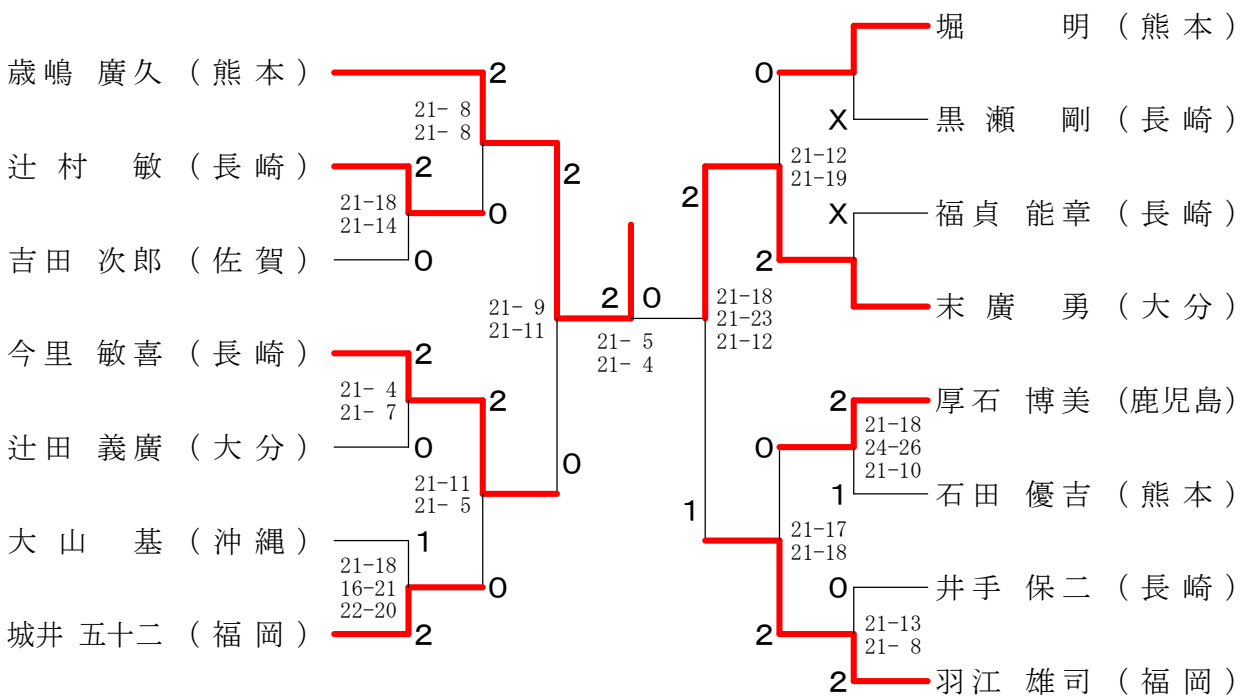 歳嶋 廣久 ( 熊 本 )
辻 村 敏 ( 長 崎 )
吉田 次郎 ( 佐 賀 )
今里 敏喜 ( 長 崎 )
辻田 義廣 ( 大 分 )
大 山 基 ( 沖 縄 )
城井 五十二 ( 福 岡 )
2
21- 8
21- 8
2
21-18
21-14
0
0
2
21- 4
21- 7
0
2
21-11
21- 5
1
21-18
16-21
22-20
0
2
2
21- 9
21-11
0
2 0
21- 5
21- 4
2
21-18
21-23
21-12
1
0
X
21-12
21-19
X
2
2
21-18
24-26
21-10
0
1
21-17
21-18
0
21-13
21- 8
2
2
堀 明 ( 熊 本 )
黒 瀬 剛 ( 長 崎 )
福貞 能章 ( 長 崎 )
末 廣 勇 ( 大 分 )
厚石 博美 (鹿児島)
石田 優吉 ( 熊 本 )
井手 保二 ( 長 崎 )
羽江 雄司 ( 福 岡 )